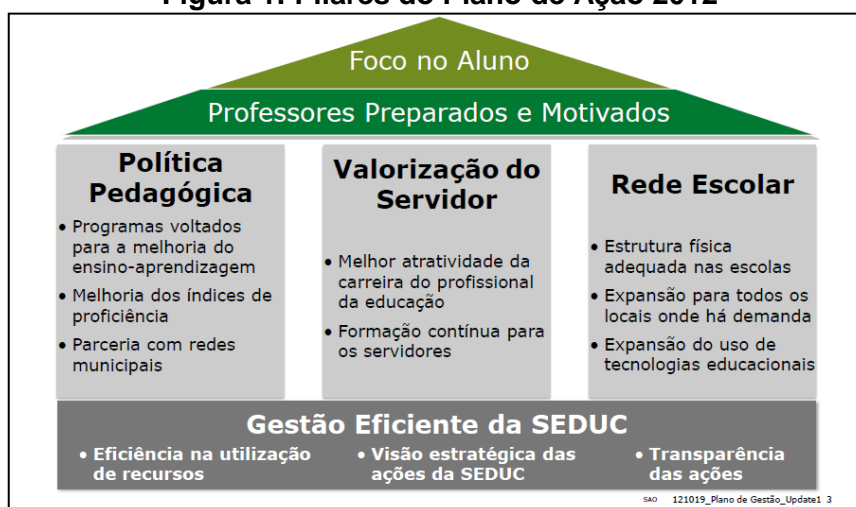 Figura 1: Pilares do Plano de Ação 2012
Foco no Aluno
Professores Preparados e Motivados
Política
Pedagógica
• Programas voltados
para a melhoria do
ensino-aprendizagem
• Melhoria dos índices de
proficiência
• Parceria com redes
municipais
Valorização do
Servidor
• Melhor atratividade da
carreira do profissional
da educação
• Formação contínua para
os servidores
Rede Escolar
• Estrutura física
adequada nas escolas
• Expansão para todos os
locais onde há demanda
• Expansão do uso de
tecnologias educacionais
Gestão Eficiente da SEDUC
• Eficiência na utilização
de recursos
• Visão estratégica das
ações da SEDUC
• Transparência
das ações
SAO 121019_Plano de Gestão_Update1 3